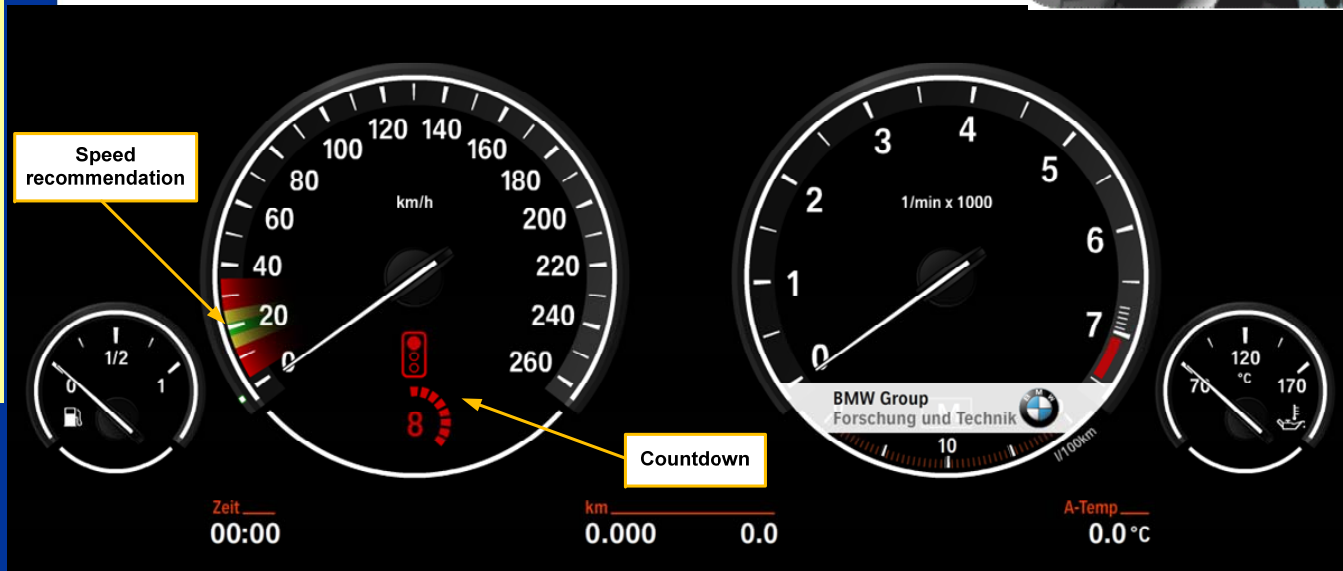 Speed
recommendation
0
20
40
60
80
100
120
140
160
180
200
220
240
260
km/h
8
Countdown
0
1/2
1
0
1
2
3
4
5
6
7
1/min x 1000
BMW Group
Forschung und Technik
BMW
M
10
l/100km
70
120
170
°C
Zeit
00:00
km
0.000 0.0
A-Temp
0.0 °C